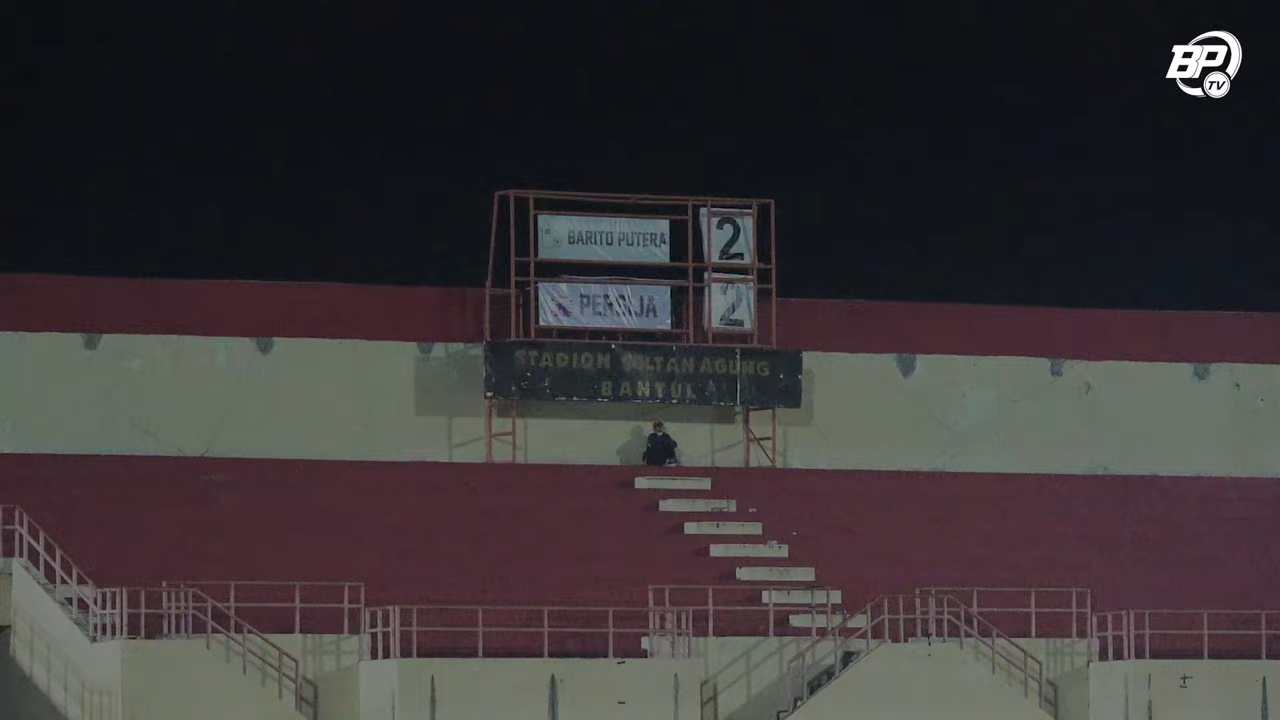 BP
TV
BARITO PUTERA 2
PERSIJA 2
STADION SULTAN AGUNG
BANTUL